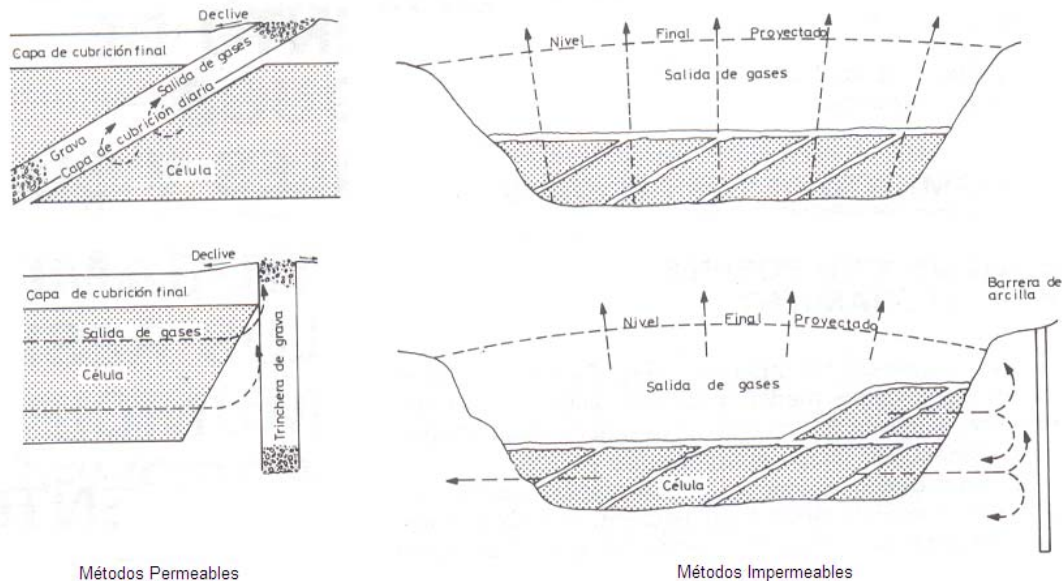 Declive
Capa de cubrición final
Salida de gases
Grava
Capa de cubrición diaria
Célula
Nivel Final Proyectado
Salida de gases
Declive
Capa de cubrición final
Salida de gases
Célula
Trinchera de grava
Barrera de
arcilla
Nivel Final Proyectado
Salida de gases
Célula
Métodos Permeables
Métodos Impermeables